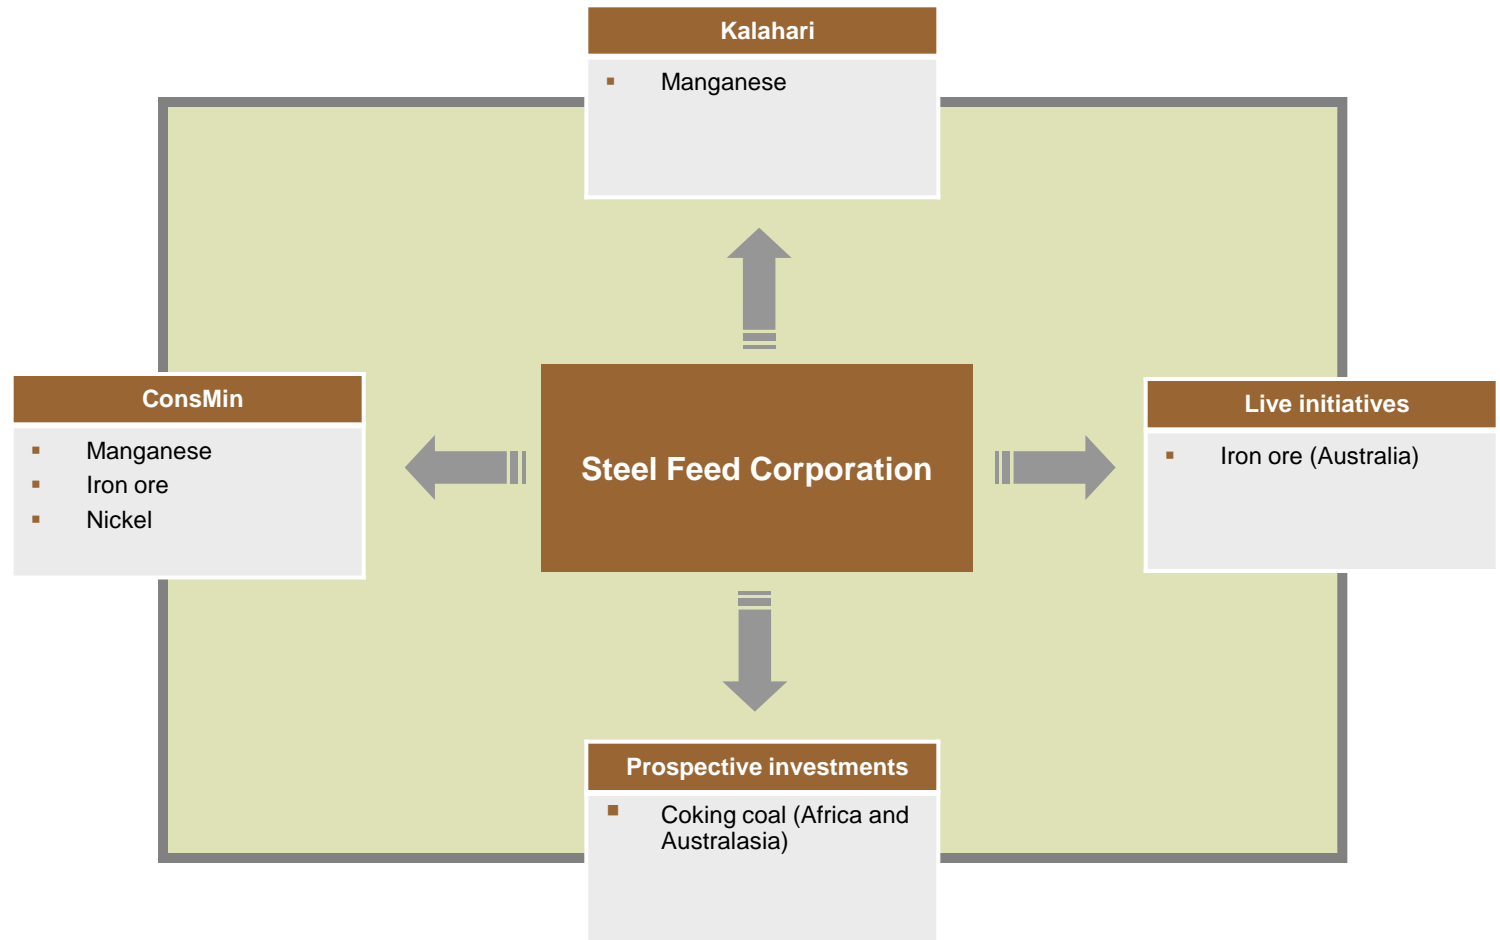 Kalahari
▪ Manganese
ConsMin
▪ Manganese
▪ Iron ore
▪ Nickel
Steel Feed Corporation
Live initiatives
▪ Iron ore (Australia)
Prospective investments
▪ Coking coal (Africa and
Australasia)